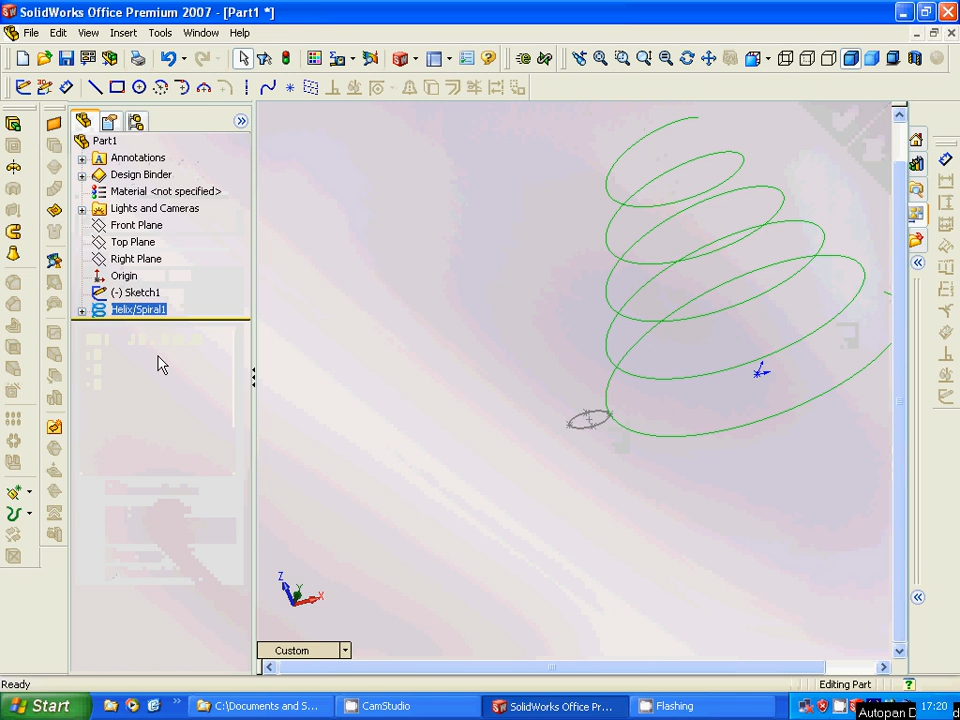 SolidWorks Office Premium 2007 - [Part1 *]
File Edit View Insert Tools Window Help
Part1
Annotations
Design Binder
Material <not specified>
Lights and Cameras
Front Plane
Top Plane
Right Plane
Origin
(-) Sketch1
Helix/Spiral1
Z
Y
X
Custom
Ready
Editing Part
Start
C:\Documents and S...
CamStudio
SolidWorks Office Pr...
Flashing
17:20
Autopan D